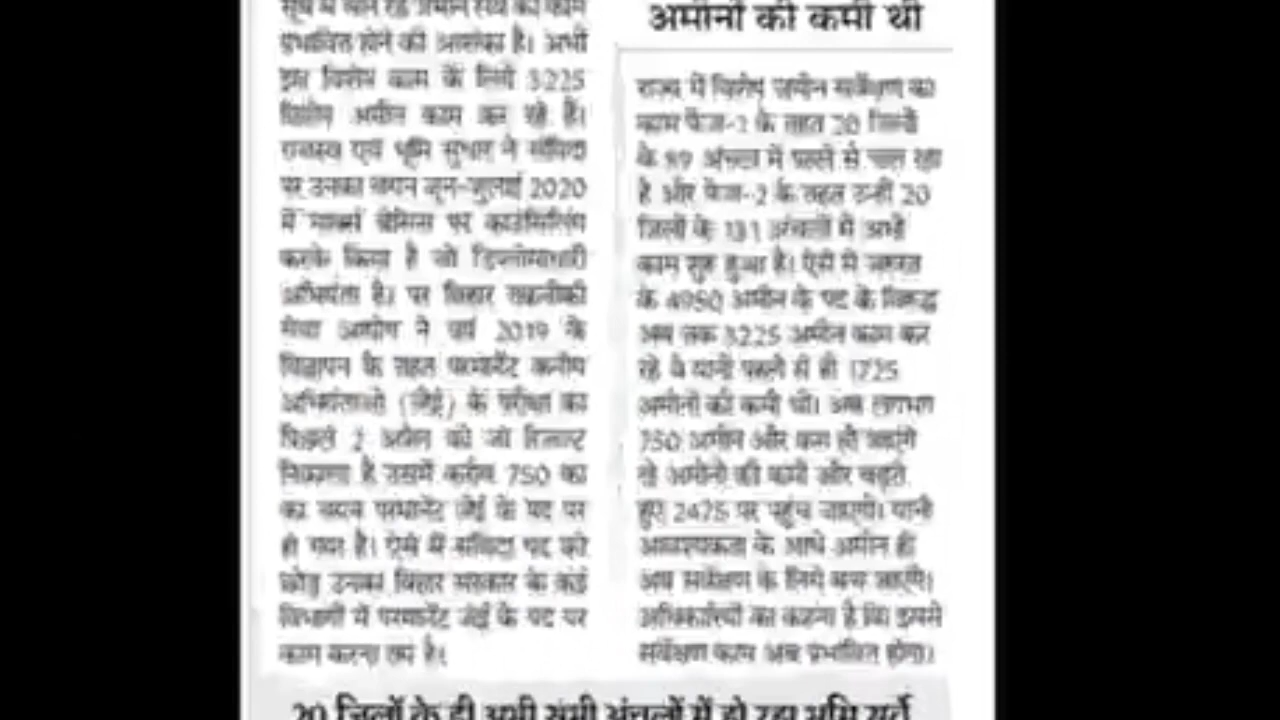 प्रभावित होने की आशंका है। अभी
इस विशेष काम के लिये 3225
विशेष अमीन काम कर रहे हैं।
राजस्व एवं भूमि सुधार ने संविदा
पर उनका चयन जून-जुलाई 2020
में मार्क्स बेसिस पर काउंसिलिंग
करके किया है जो डिप्लोमाधारी
अभियंता है। पर बिहार तकनीकी
सेवा आयोग ने वर्ष 2019 के
विज्ञापन के तहत परमानेंट कनीय
अभियंताओं (जेई) के परीक्षा का
पिछले 2 अप्रैल को जो रिजल्ट
निकाला है उसमें करीब 750 का
का चयन परमानेंट जेई के पद पर
हो गया है। ऐसे में संविदा पद को
छोड़ उनका बिहार सरकार के कई
विभागों में परमानेंट जेई के पद पर
काम करना तय है।
अमीनों की कमी थी
राज्य में विशेष जमीन सर्वेक्षण का
काम फेज-1 के तहत 20 जिलों
के 89 अंचल में पहले से चल रहा
है और फेज-2 के तहत उन्हीं 20
जिलों के 131 अंचलों में अभी
काम शुरू हुआ है। ऐसे में जरूरत
के 4950 अमीन के पद के विरुद्ध
अब तक 3225 अमीन काम कर
रहे थे यानी पहले से ही 1725
अमीनों की कमी थी। अब लगभग
750 अमीन और कम हो जाएंगे
तो अमीनों की कमी और बढ़ते
हुए 2475 पर पहुंच जाएगी। यानी
आवश्यकता के आधे अमीन ही
अब सर्वेक्षण के लिये बच जाएंगे।
अधिकारियों का कहना है कि इससे
सर्वेक्षण काम अब प्रभावित होगा।
20 जिलों के ही अभी सभी अंचलों में हो रहा भूमि सर्वे